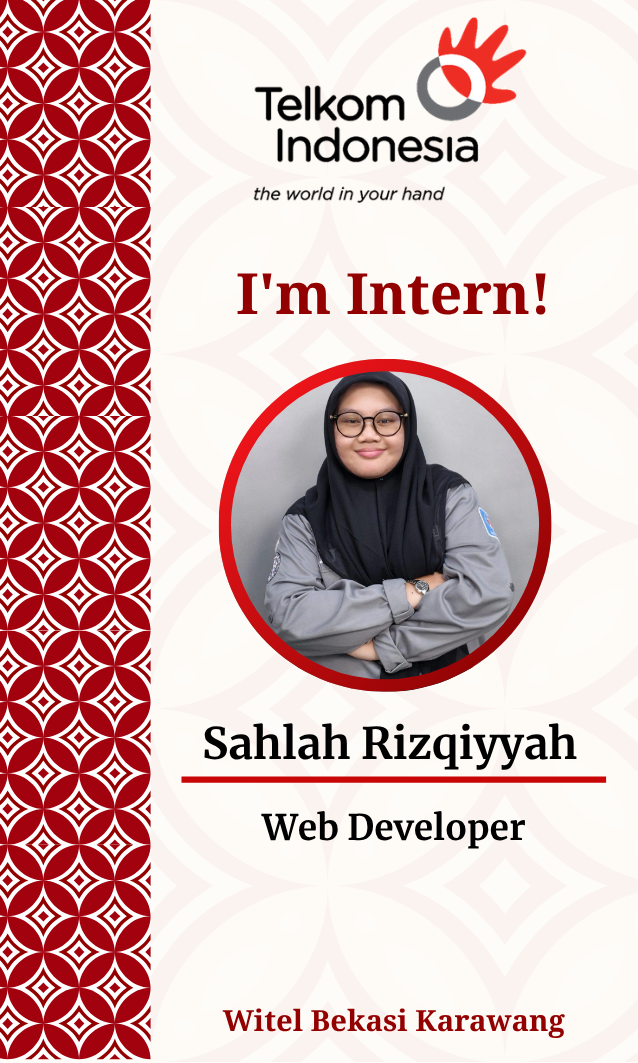 Telkom
Indonesia
the world in your hand
I'm Intern!
Sahlah Rizqiyyah
Web Developer
Witel Bekasi Karawang